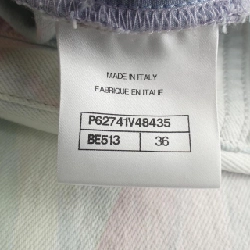 MADE IN ITALY
FABRIQUE EN ITALIE
P62741V48435
BE513 36